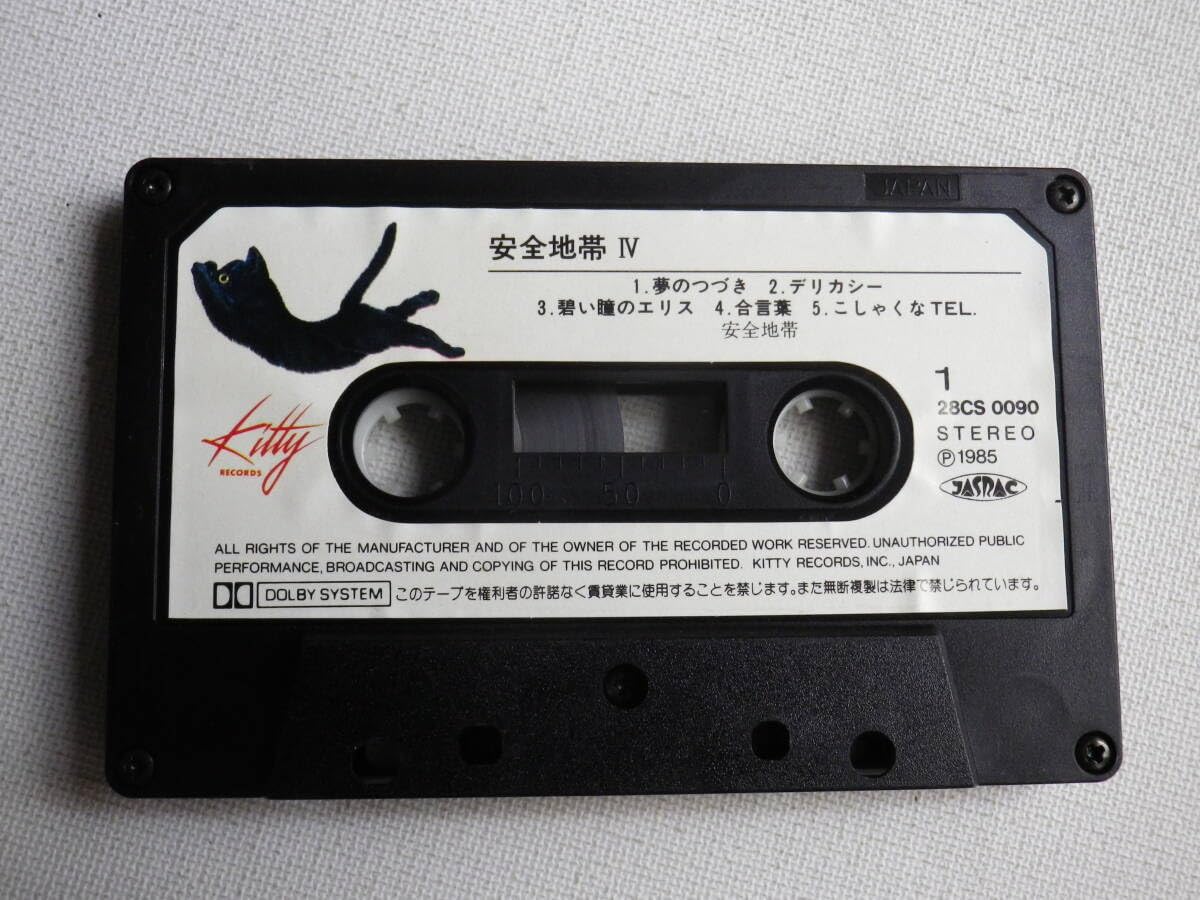 JAPAN
安全地帯 Ⅳ
1.夢のつづき 2.デリカシー
3.碧い瞳のエリス 4.合言葉 5.こしゃくなTEL.
安全地帯
Kitty
RECORDS
1
28CS 0090
STEREO
Ⓟ1985
JASRAC
100 50 0
ALL RIGHTS OF THE MANUFACTURER AND OF THE OWNER OF THE RECORDED WORK RESERVED. UNAUTHORIZED PUBLIC
PERFORMANCE, BROADCASTING AND COPYING OF THIS RECORD PROHIBITED. KITTY RECORDS, INC., JAPAN
DOLBY SYSTEM このテープを権利者の許諾なく賃貸業に使用することを禁じます。また無断複製は法律で禁じられています。